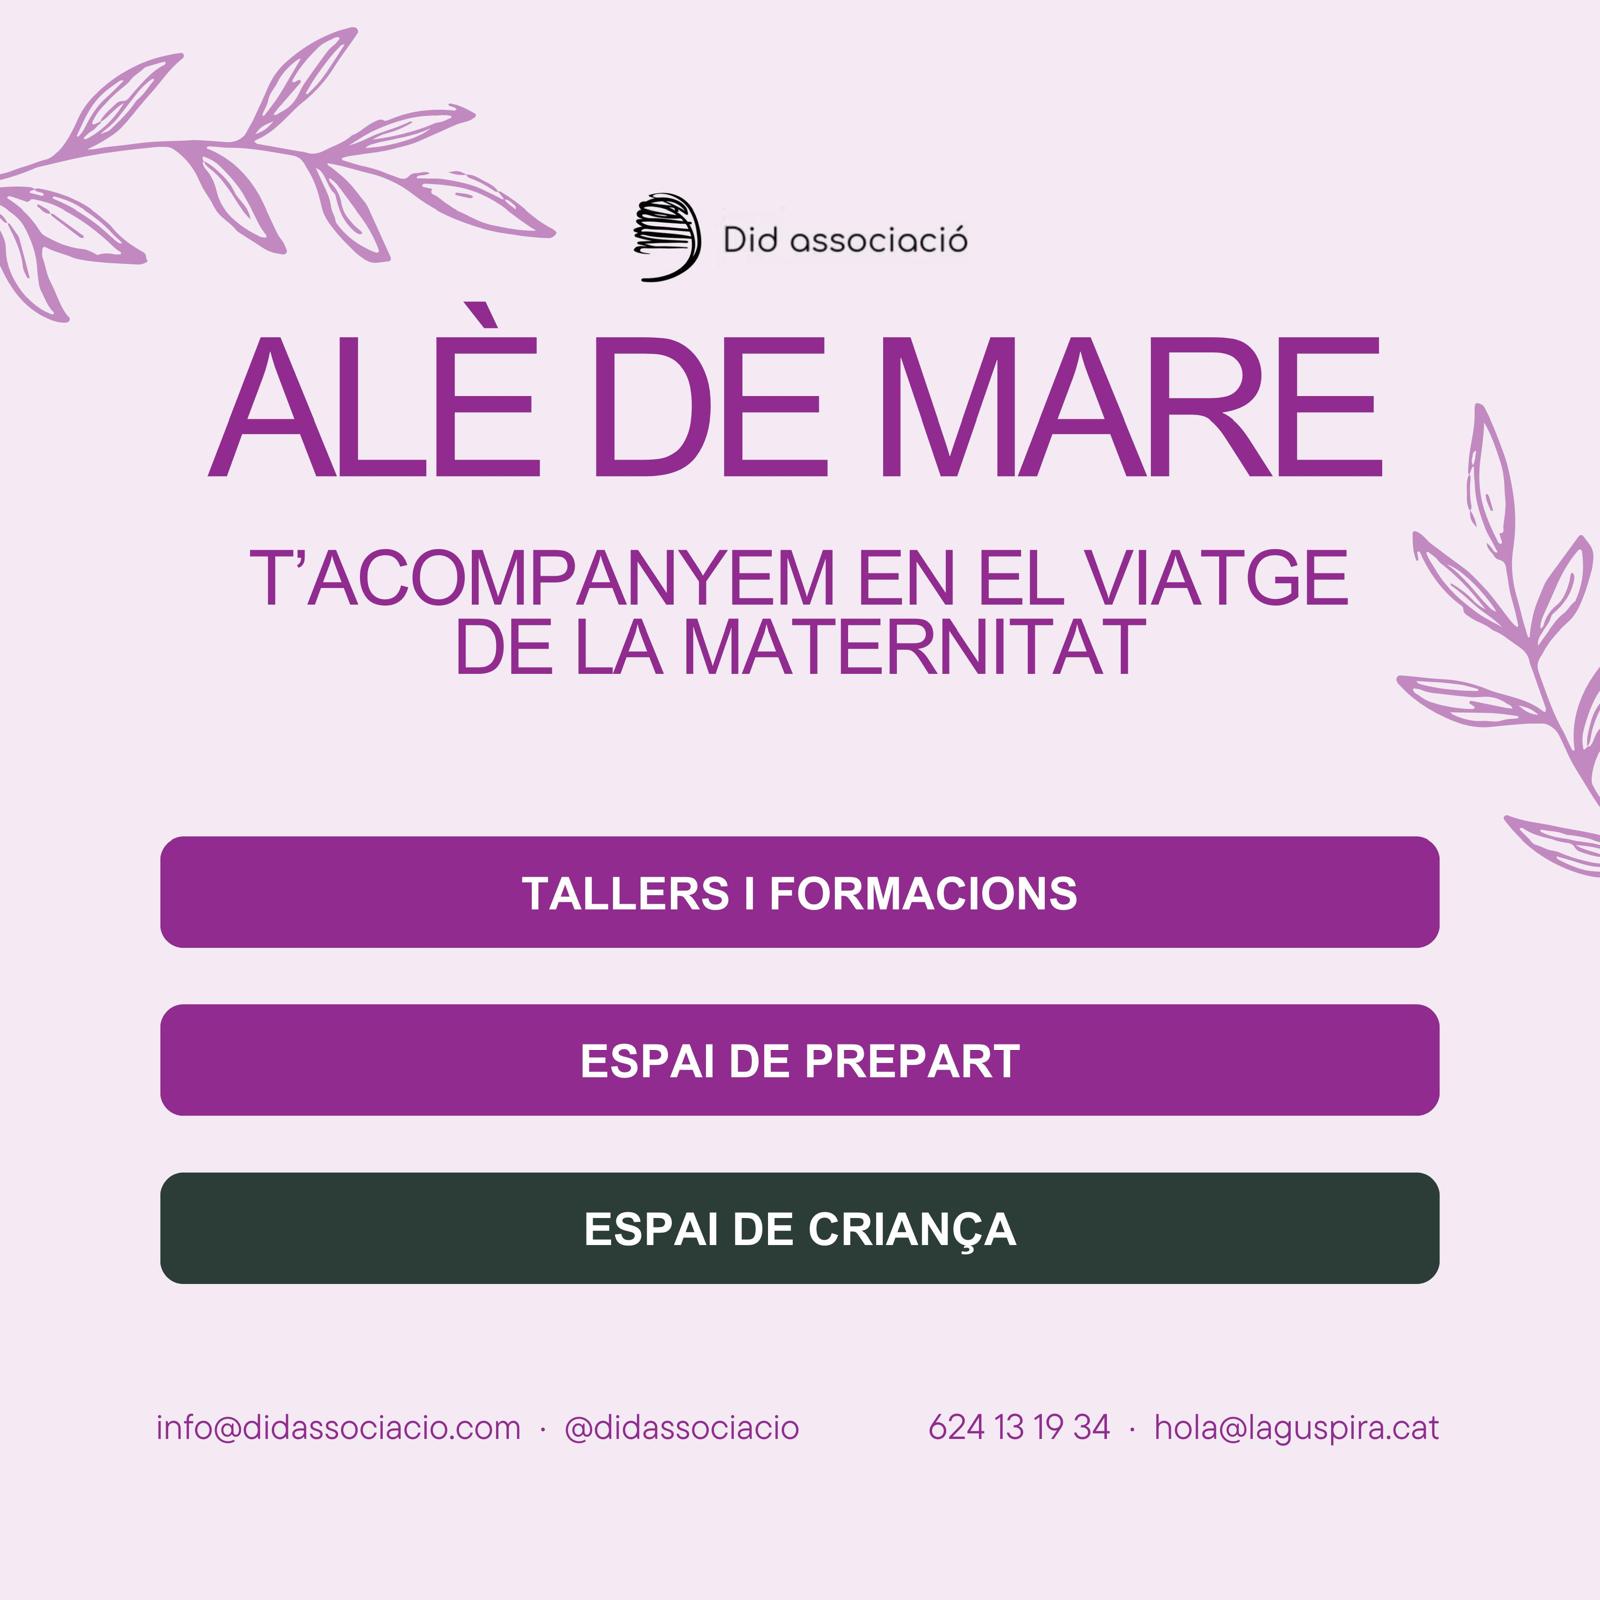 Did associació
ALÈ DE MARE
T’ACOMPANYEM EN EL VIATGE
DE LA MATERNITAT
TALLERS I FORMACIONS
ESPAI DE PREPART
ESPAI DE CRIANÇA
info@didassociacio.com · @didassociacio 624 13 19 34 · hola@laguspira.cat